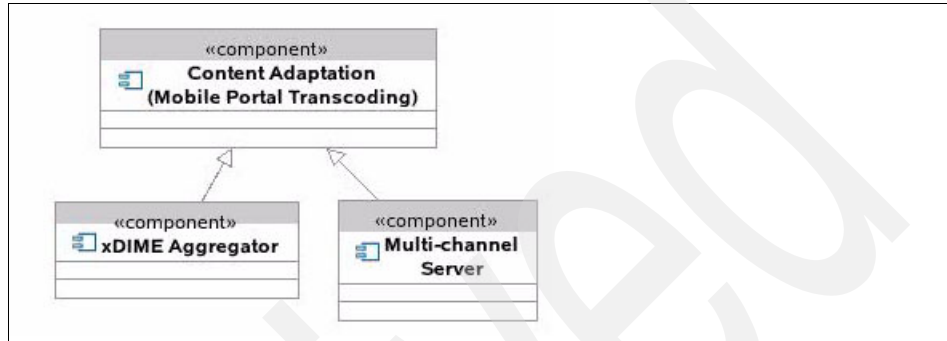 «component»
Content Adaptation
(Mobile Portal Transcoding)
«component»
xDIME Aggregator
«component»
Multi-channel
Server